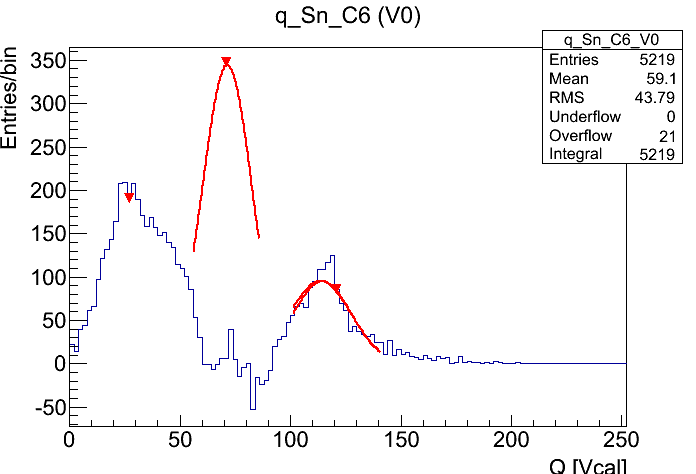 q_Sn_C6 (V0)
q_Sn_C6_V0
Entries 5219
Mean 59.1
RMS 43.79
Underflow 0
Overflow 21
Integral 5219
Entries/bin
350
300
250
200
150
100
50
0
-50
0 50 100 150 200 250
Q [Vcal]